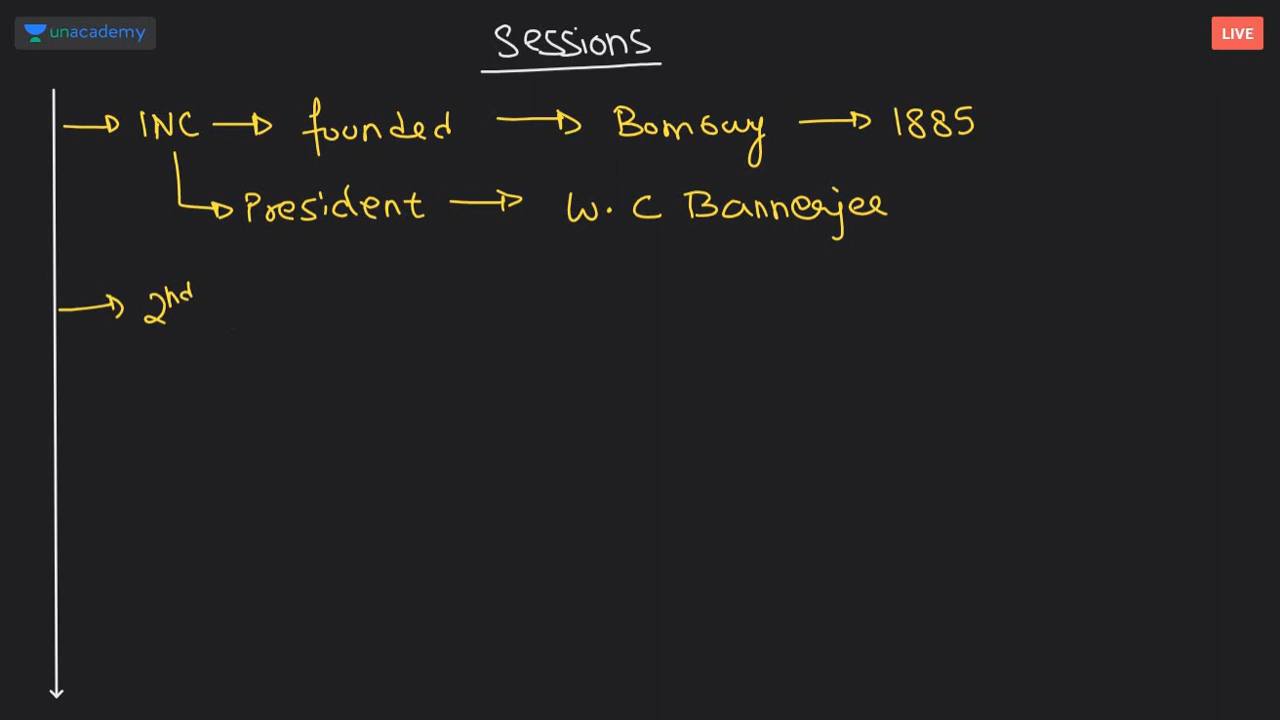 unacademy
LIVE
Sessions
→ INC → founded → Bombay → 1885
↳ President → W. C Bannerjee
→ 2nd